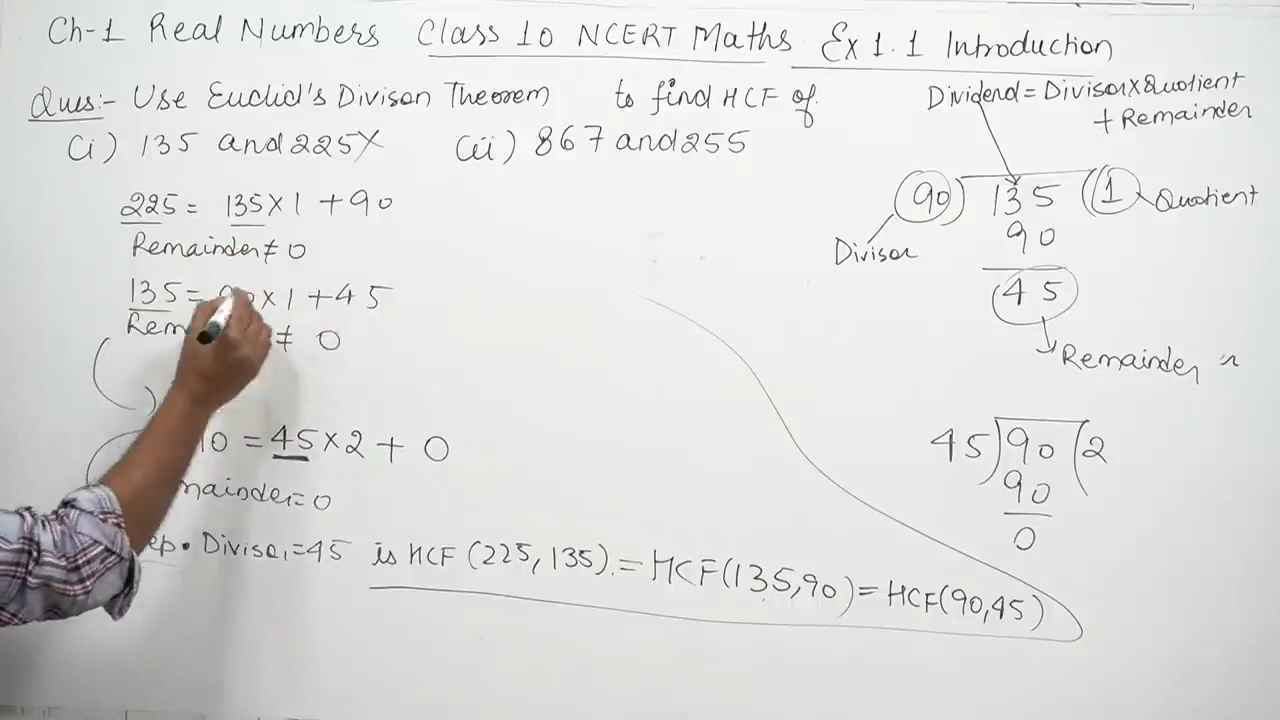 Ch-1 Real Numbers Class 10 NCERT Maths Ex 1.1 Introduction
Ques:- Use Euclid's Divison Theorem to find HCF of
(i) 135 and 225 (iii) 867 and 255
225 = 135 x 1 + 90
Remainder ≠ 0
135 = 90 x 1 + 45
≠ 0
= 45 x 2 + 0
= 0
Divisor = 45 is HCF (225, 135). = HCF(135,90) = HCF(90,45)
Dividend = Divisor x Quotient
+ Remainder
90) 135 (1 Quotient
90
Divisor
45
Remainder
45) 90 (2
90
0